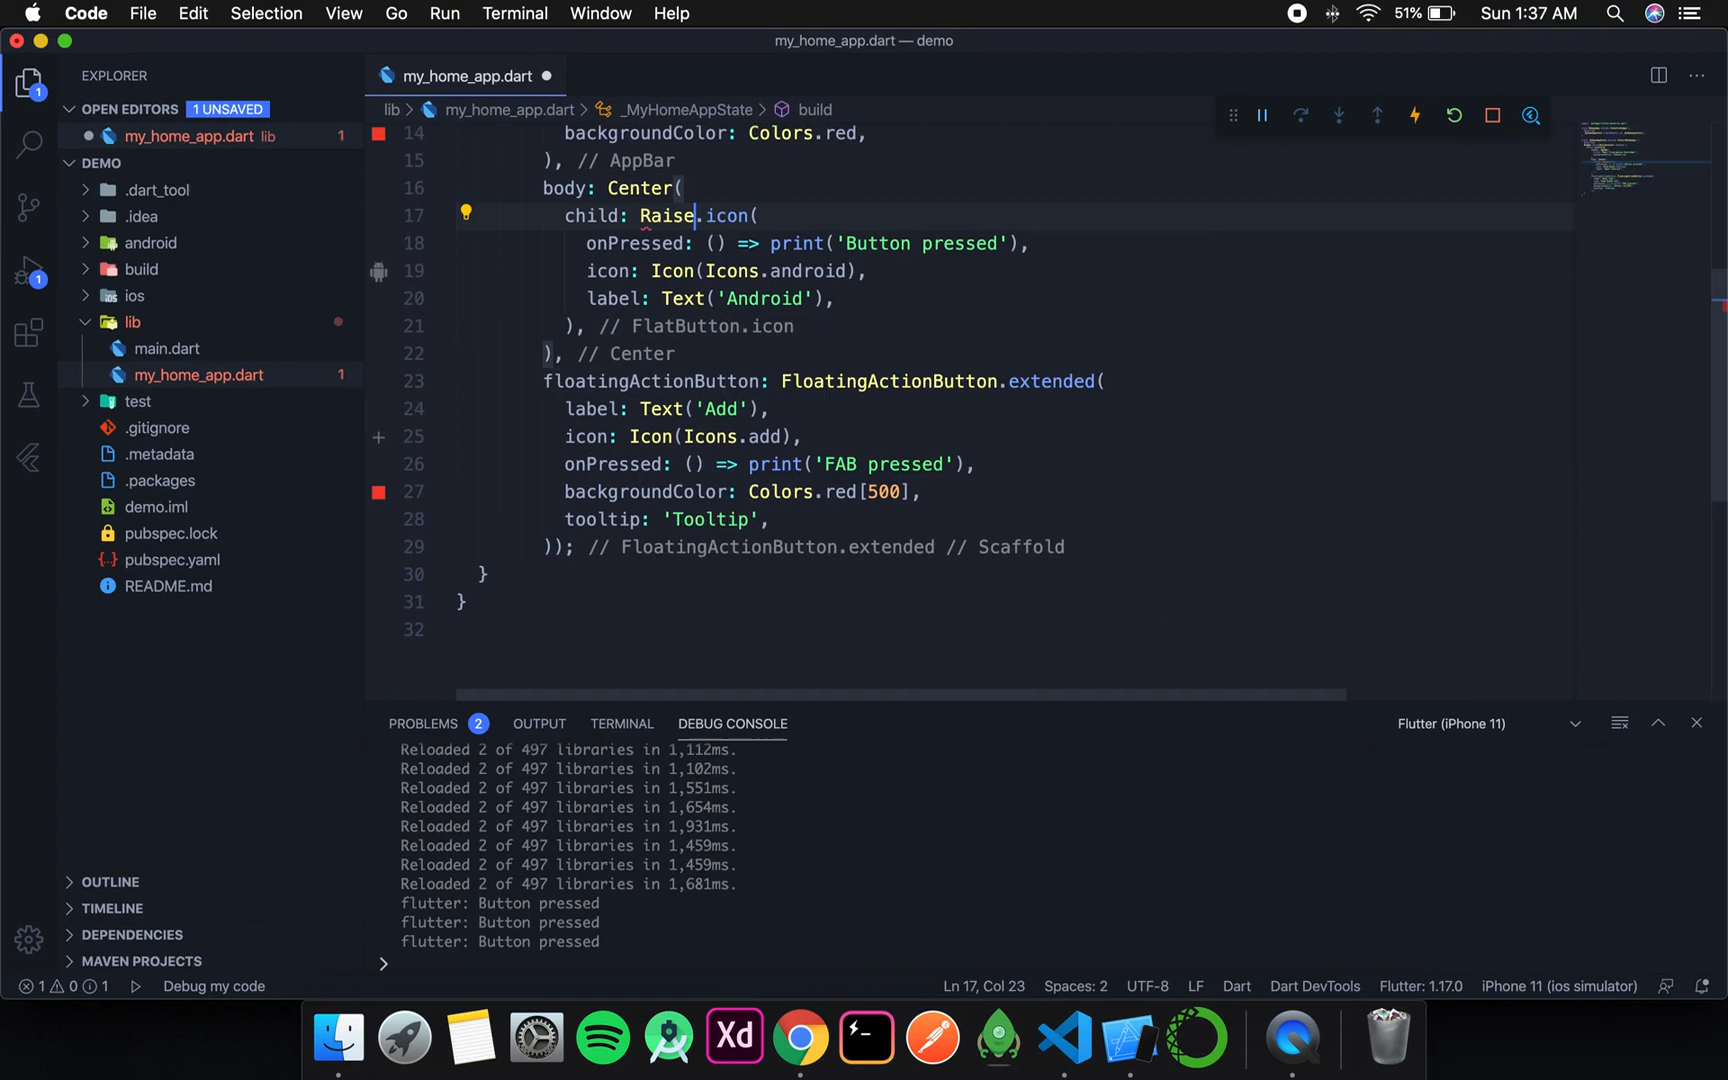 Code File Edit Selection View Go Run Terminal Window Help 51% Sun 1:37 AM
my_home_app.dart — demo
EXPLORER
my_home_app.dart
OPEN EDITORS 1 UNSAVED
my_home_app.dart lib 1
DEMO
.dart_tool
.idea
android
build
ios
lib
main.dart
my_home_app.dart 1
test
.gitignore
.metadata
.packages
demo.iml
pubspec.lock
pubspec.yaml
README.md
OUTLINE
TIMELINE
DEPENDENCIES
MAVEN PROJECTS
1
1
lib > my_home_app.dart > _MyHomeAppState > build
14 backgroundColor: Colors.red,
15 ), // AppBar
16 body: Center(
17 child: Raise.icon(
18 onPressed: () => print('Button pressed'),
19 icon: Icon(Icons.android),
20 label: Text('Android'),
21 ), // FlatButton.icon
22 ), // Center
23 floatingActionButton: FloatingActionButton.extended(
24 label: Text('Add'),
25 icon: Icon(Icons.add),
26 onPressed: () => print('FAB pressed'),
27 backgroundColor: Colors.red[500],
28 tooltip: 'Tooltip',
29 )); // FloatingActionButton.extended // Scaffold
30 }
31 }
32
PROBLEMS 2 OUTPUT TERMINAL DEBUG CONSOLE Flutter (iPhone 11)
Reloaded 2 of 497 libraries in 1,112ms.
Reloaded 2 of 497 libraries in 1,102ms.
Reloaded 2 of 497 libraries in 1,551ms.
Reloaded 2 of 497 libraries in 1,654ms.
Reloaded 2 of 497 libraries in 1,931ms.
Reloaded 2 of 497 libraries in 1,459ms.
Reloaded 2 of 497 libraries in 1,459ms.
Reloaded 2 of 497 libraries in 1,681ms.
flutter: Button pressed
flutter: Button pressed
flutter: Button pressed
>
1 0 1 Debug my code Ln 17, Col 23 Spaces: 2 UTF-8 LF Dart Dart DevTools Flutter: 1.17.0 iPhone 11 (ios simulator)
Xd